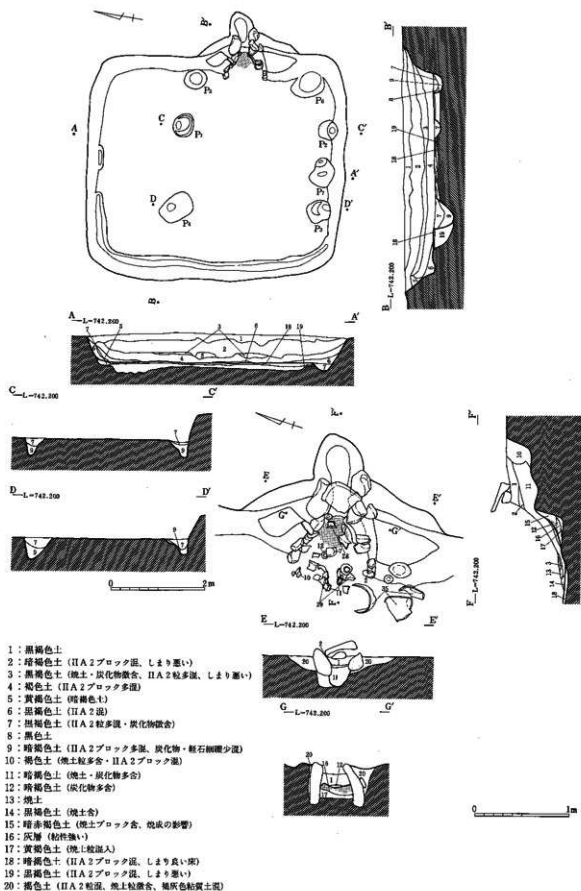 B
B'
P5
P6
A
C
P1
P2
C'
P7
A'
D
P4
P3
D'
B
B'
B L=742.200
A L=742.200 A'
C L=742.200 C'
D L=742.200 D'
0 2m
E
E'
F
F'
G
G'
E L=742.200 E'
G L=742.200 G'
F L=742.200
0 1m
1：黒褐色土
2：暗褐色土（ⅡA2ブロック混、しまり悪い）
3：黒褐色土（焼土・炭化物微含、ⅡA2粒多混、しまり悪い）
4：褐色土（ⅡA2ブロック多混）
5：黄褐色土（暗褐色土）
6：黒褐色土（ⅡA2混）
7：黒褐色土（ⅡA2粒多混・炭化物微含）
8：黒色土
9：暗褐色土（ⅡA2ブロック多混、炭化物・軽石細礫少混）
10：褐色土（焼土粒多含・ⅡA2ブロック混）
11：暗褐色土（焼土・炭化物多含）
12：暗褐色土（炭化物多含）
13：焼土
14：黒褐色土（焼土含）
15：暗赤褐色土（焼土ブロック含、焼成の影響）
16：灰層（粘性強い）
17：黄褐色土（焼土粒混入）
18：暗褐色土（ⅡA2ブロック混、しまり良い床）
19：黒褐色土（ⅡA2ブロック混、しまり悪い）
20：褐色土（ⅡA2粒混、焼土粒微含、褐灰色粘質土混）